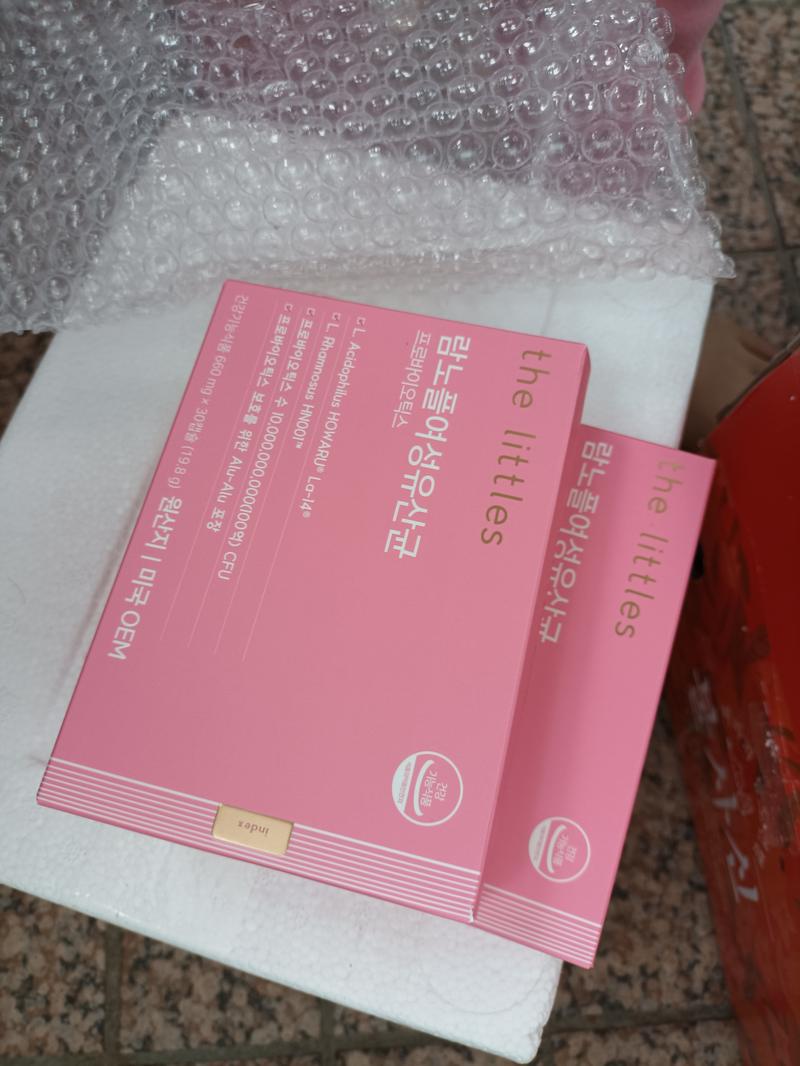 the littles
람노플여성유산균
프로바이오틱스
L. Acidophilus HOWARU® La-14®
L. Rhamnosus HN001™
프로바이오틱스 수 10,000,000,000(100억) CFU
프로바이오틱스 보호를 위한 Alu-Alu 포장
건강기능식품 660 mg × 30캡슐 (19.8 g) 원산지 | 미국 OEM
건강
기능식품
index
the littles
람노플여성유산균
건강
기능식품